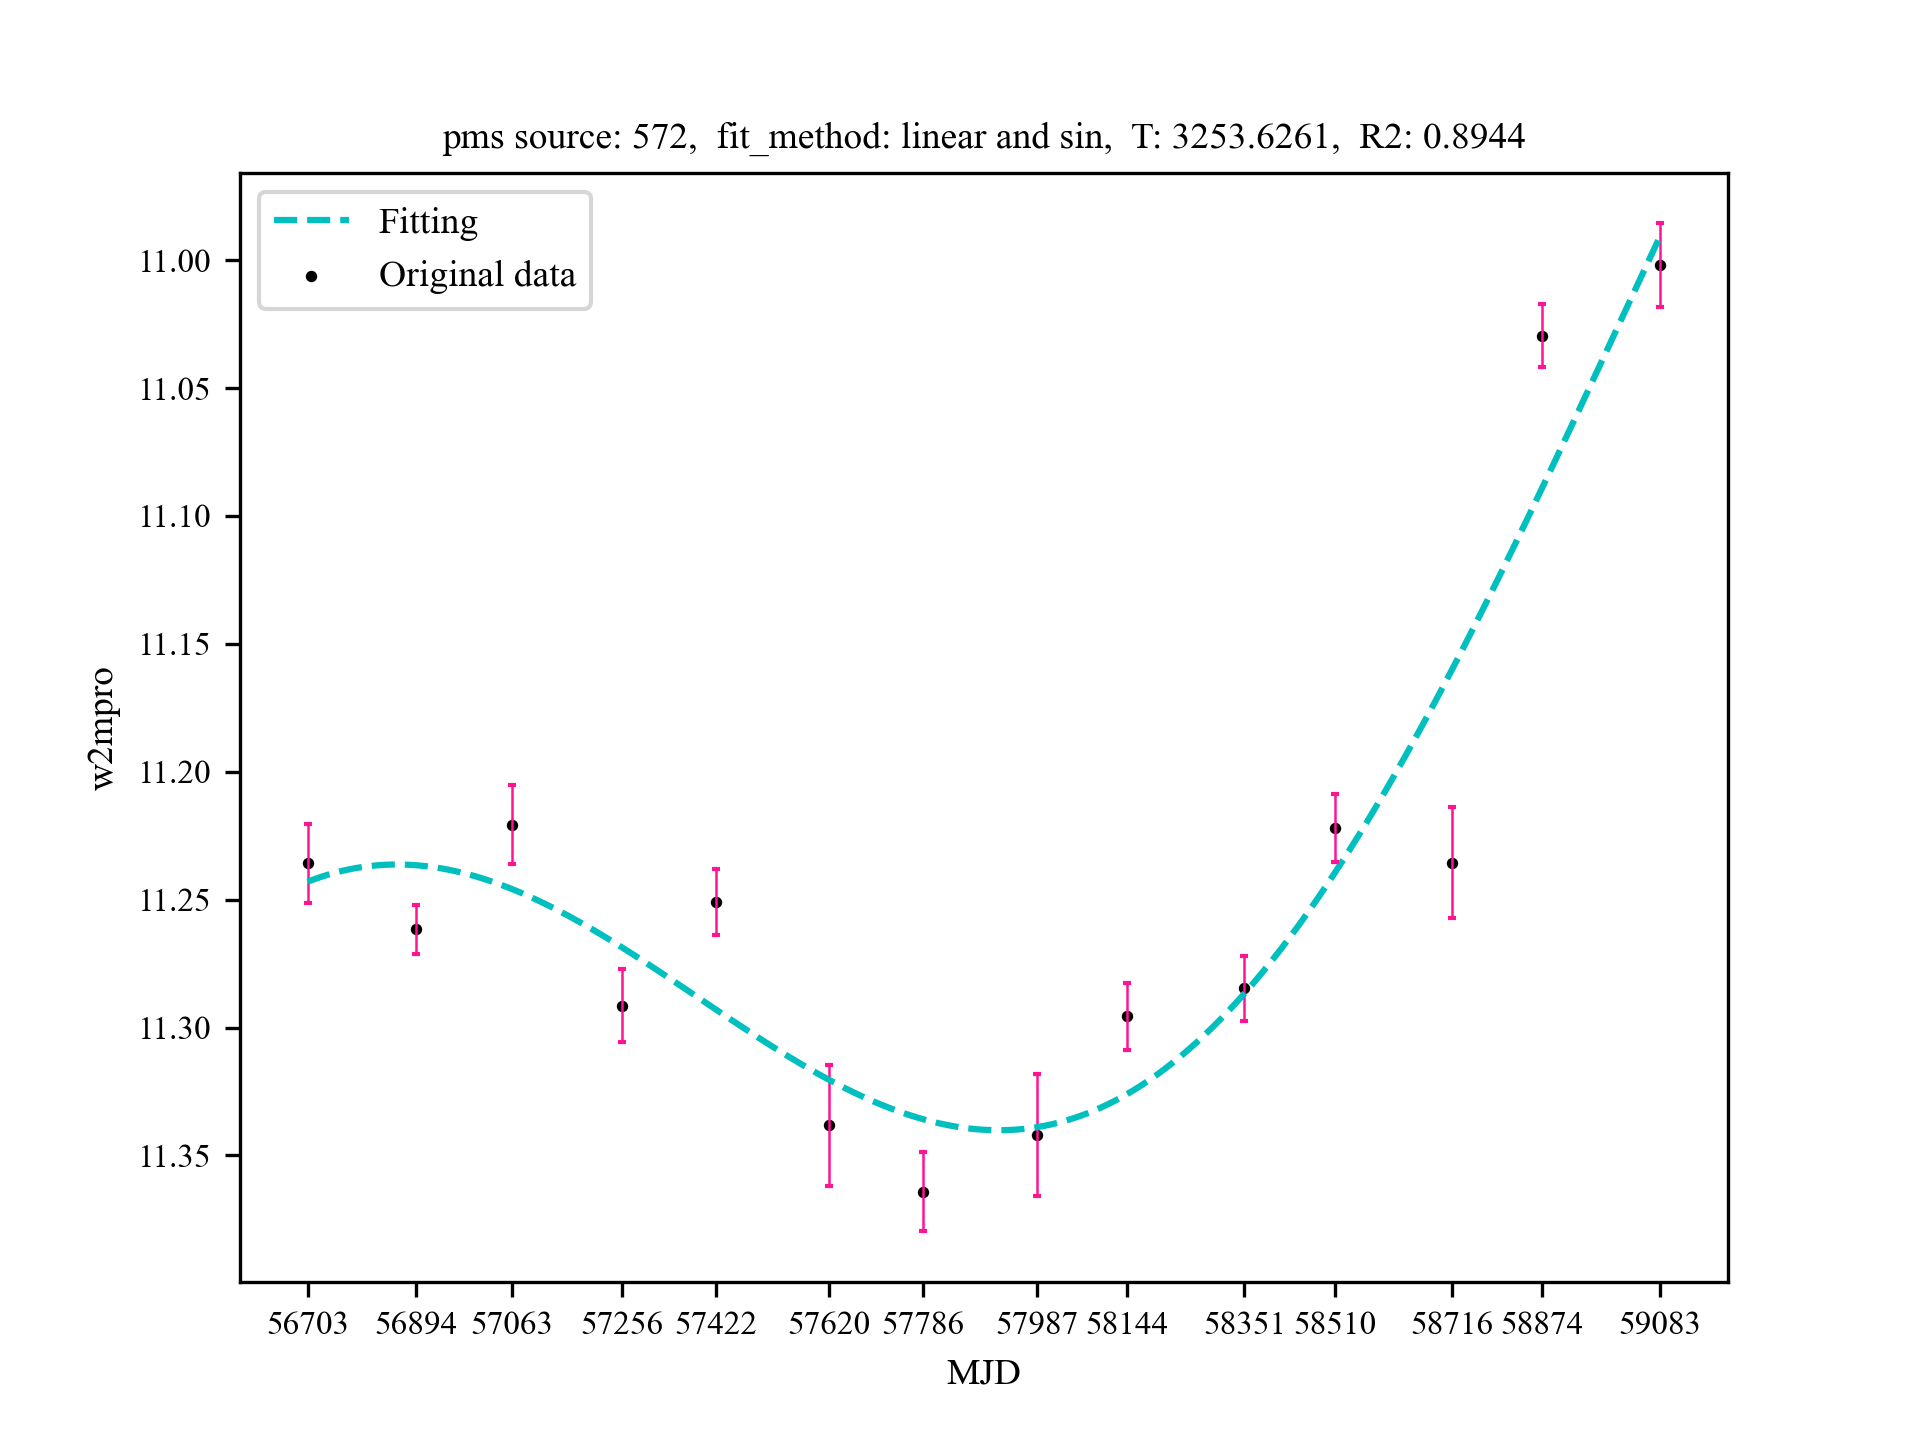 pms source: 572,  fit_method: linear and sin,  T: 3253.6261,  R2: 0.8944
Fitting
Original data
11.00
11.05
11.10
11.15
11.20
11.25
11.30
11.35
w2mpro
56703 56894 57063 57256 57422 57620 57786 57987 58144 58351 58510 58716 58874 59083
MJD